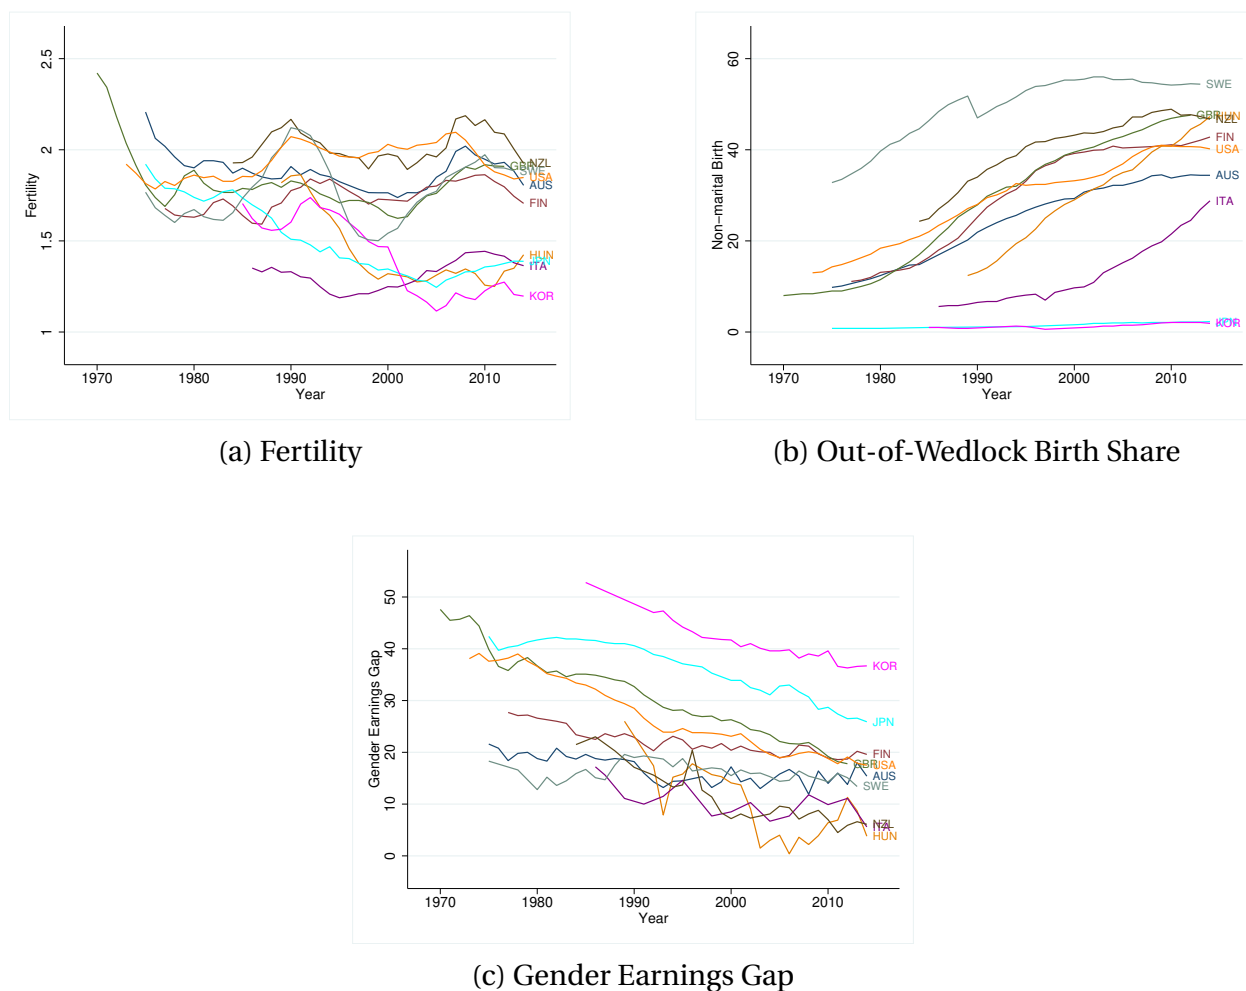 2.5
2
1.5
1
Fertility
1970 1980 1990 2000 2010
Year
NZL
GBR
SWE
USA
AUS
FIN
HUN
JPN
ITA
KOR
(a) Fertility
60
40
20
0
Non-marital Birth
1970 1980 1990 2000 2010
Year
SWE
GBR
HUN
NZL
FIN
USA
AUS
ITA
JPN
KOR
(b) Out-of-Wedlock Birth Share
50
40
30
20
10
0
Gender Earnings Gap
1970 1980 1990 2000 2010
Year
KOR
JPN
FIN
GBR
USA
AUS
SWE
NZL
ITA
HUN
(c) Gender Earnings Gap